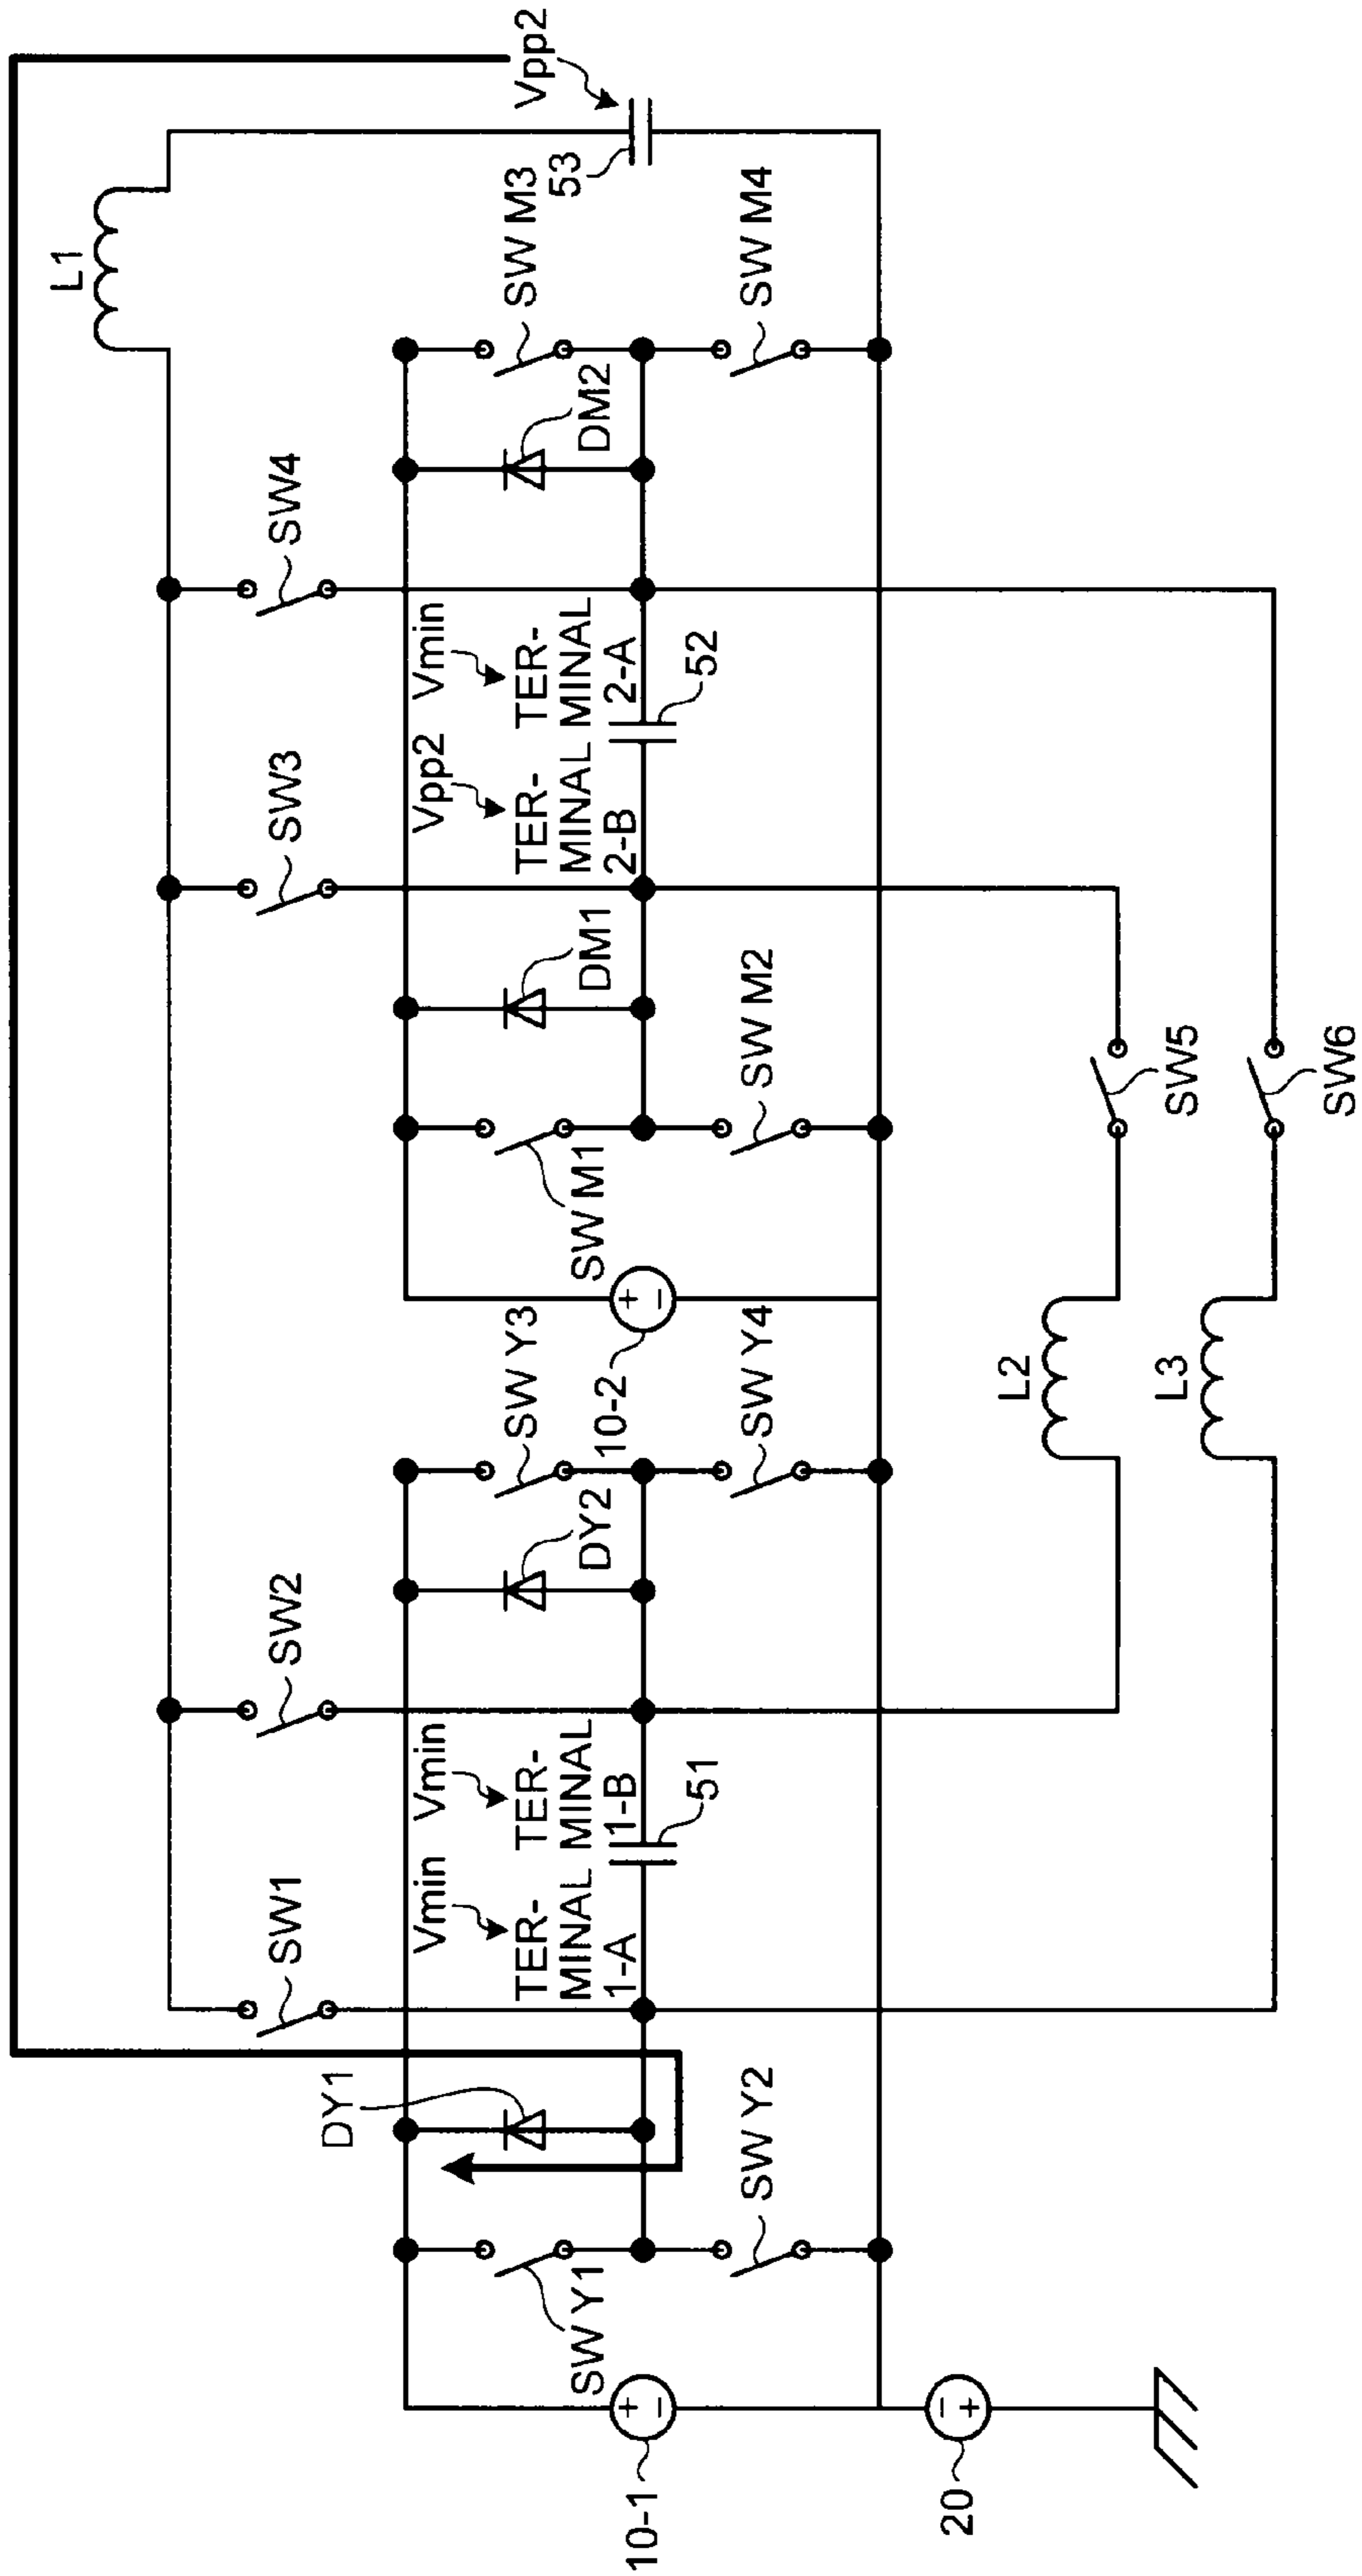 L1
Vpp2
53
SW1
SW2
SW3
SW4
DY1
Vmin
Vmin
TER-
MINAL
1-A
TER-
MINAL
1-B
51
DY2
SW Y3
SW Y1
SW Y2
SW Y4
10-1
20
10-2
Vpp2
Vmin
TER-
MINAL
2-B
TER-
MINAL
2-A
52
DM1
DM2
SW M1
SW M2
SW M3
SW M4
L2
SW5
L3
SW6